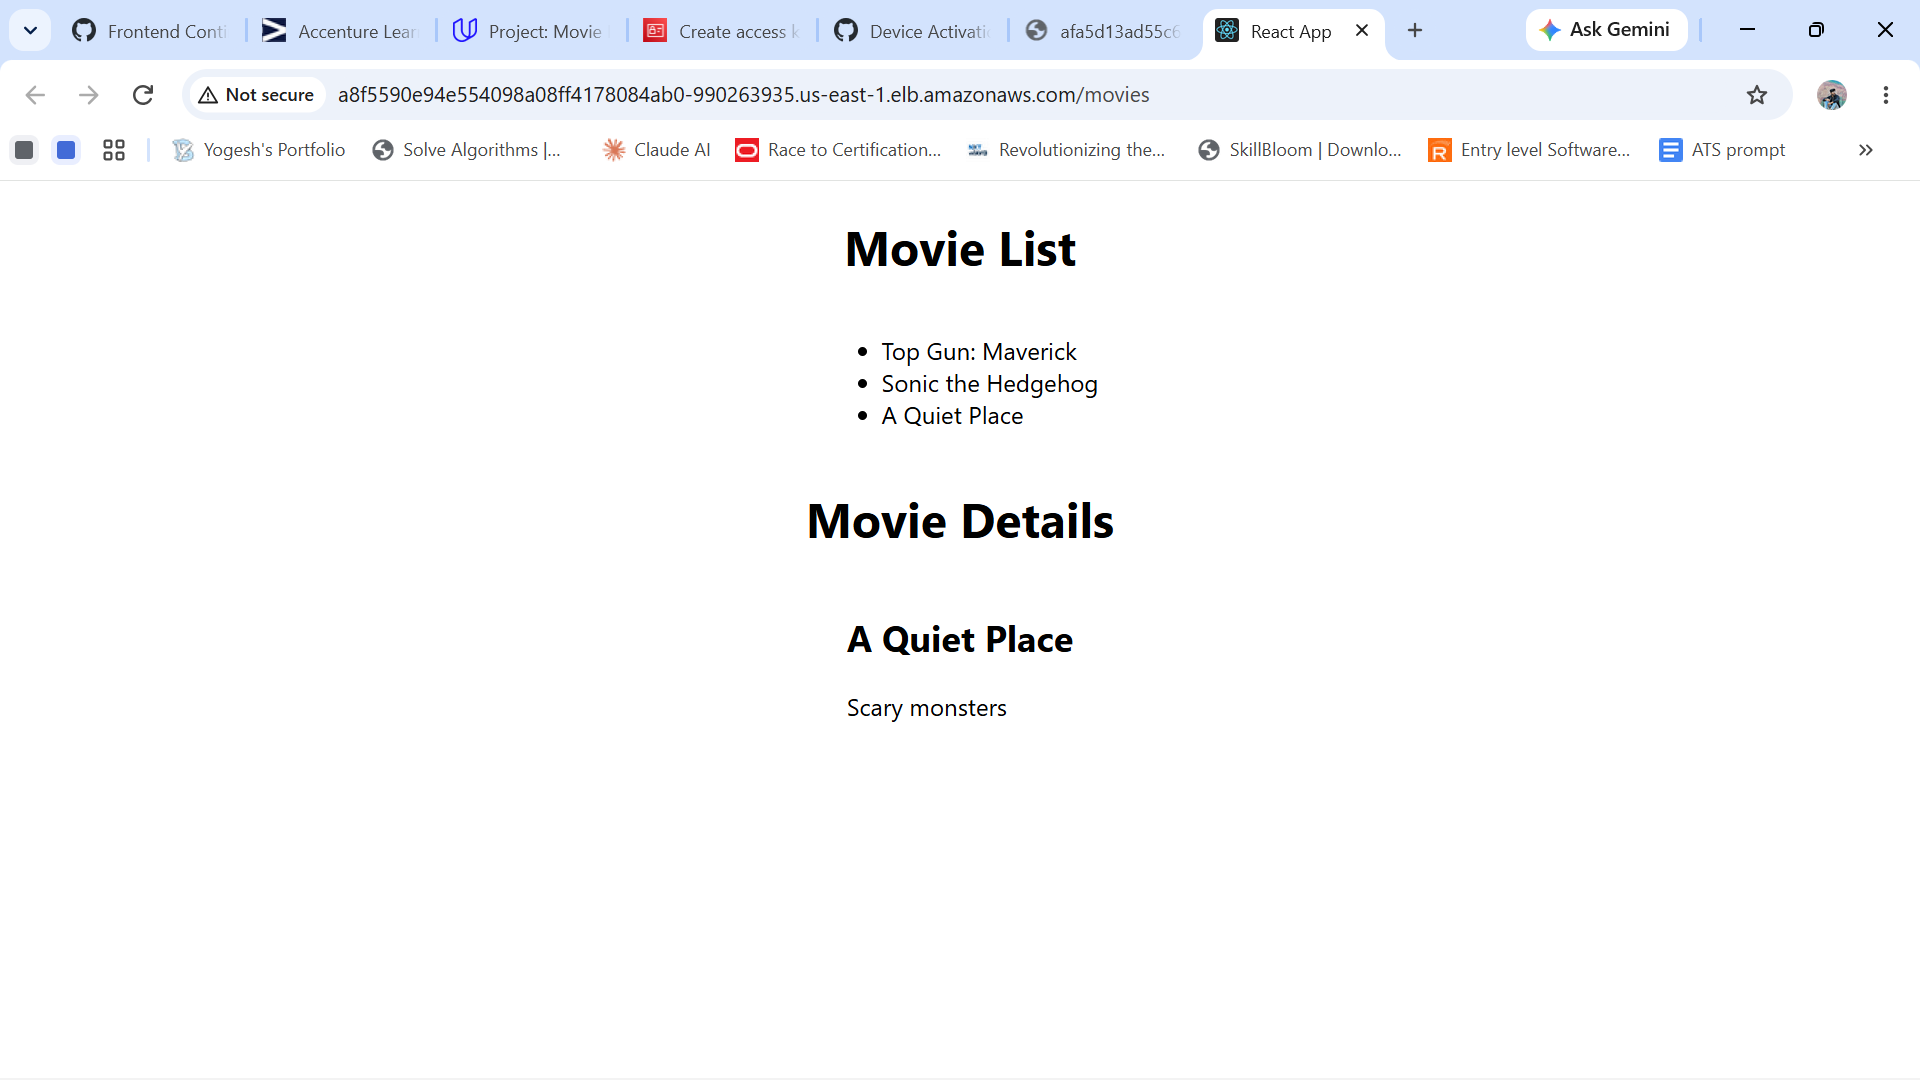 Frontend Conti
Accenture Lear
Project: Movie
Create access k
Device Activati
afa5d13ad55c6
React App
Ask Gemini
Not secure
a8f5590e94e554098a08ff4178084ab0-990263935.us-east-1.elb.amazonaws.com/movies
Yogesh's Portfolio
Solve Algorithms |...
Claude AI
Race to Certification...
Revolutionizing the...
SkillBloom | Downlo...
Entry level Software...
ATS prompt
Movie List
• Top Gun: Maverick
• Sonic the Hedgehog
• A Quiet Place
Movie Details
A Quiet Place
Scary monsters